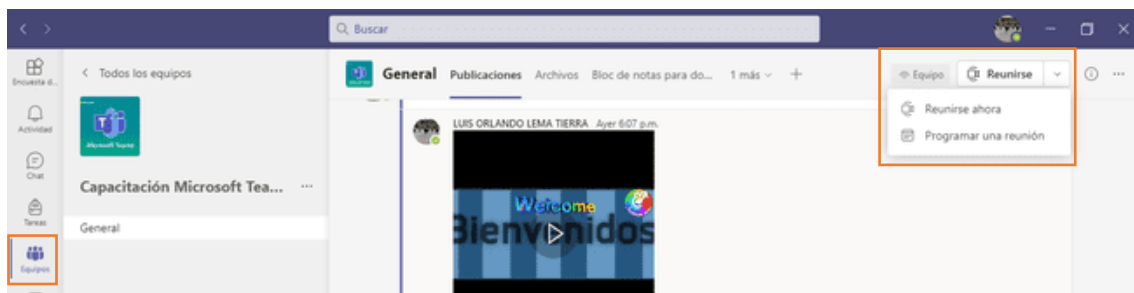 Buscar
Encuesta d...
Actividad
Chat
Tareas
Equipos
Todos los equipos
Microsoft Teams
Capacitación Microsoft Tea... ...
General
General Publicaciones Archivos Bloc de notas para do... 1 más +
Equipo Reunirse
Reunirse ahora
Programar una reunión
LUIS ORLANDO LEMA TIERRA Ayer 6:07 p.m.
Welcome
Bienvenidos